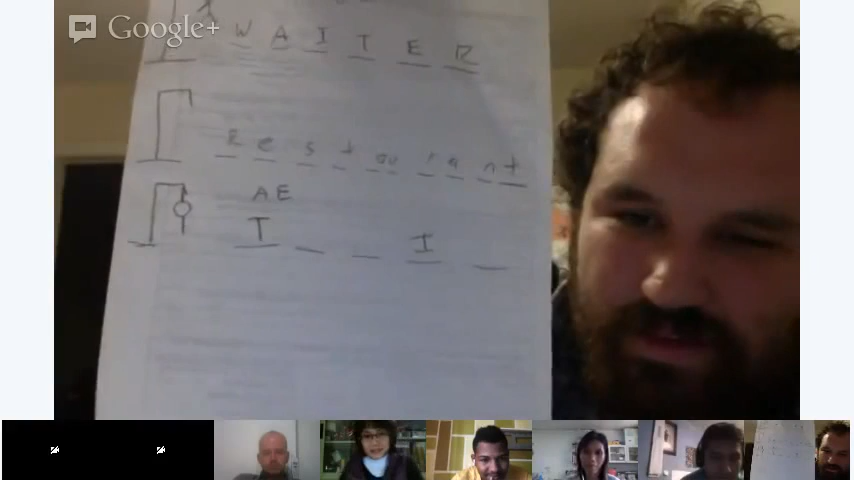 Google+
W A I T E R
R e s t au r a n t
A E
T _ _ I _